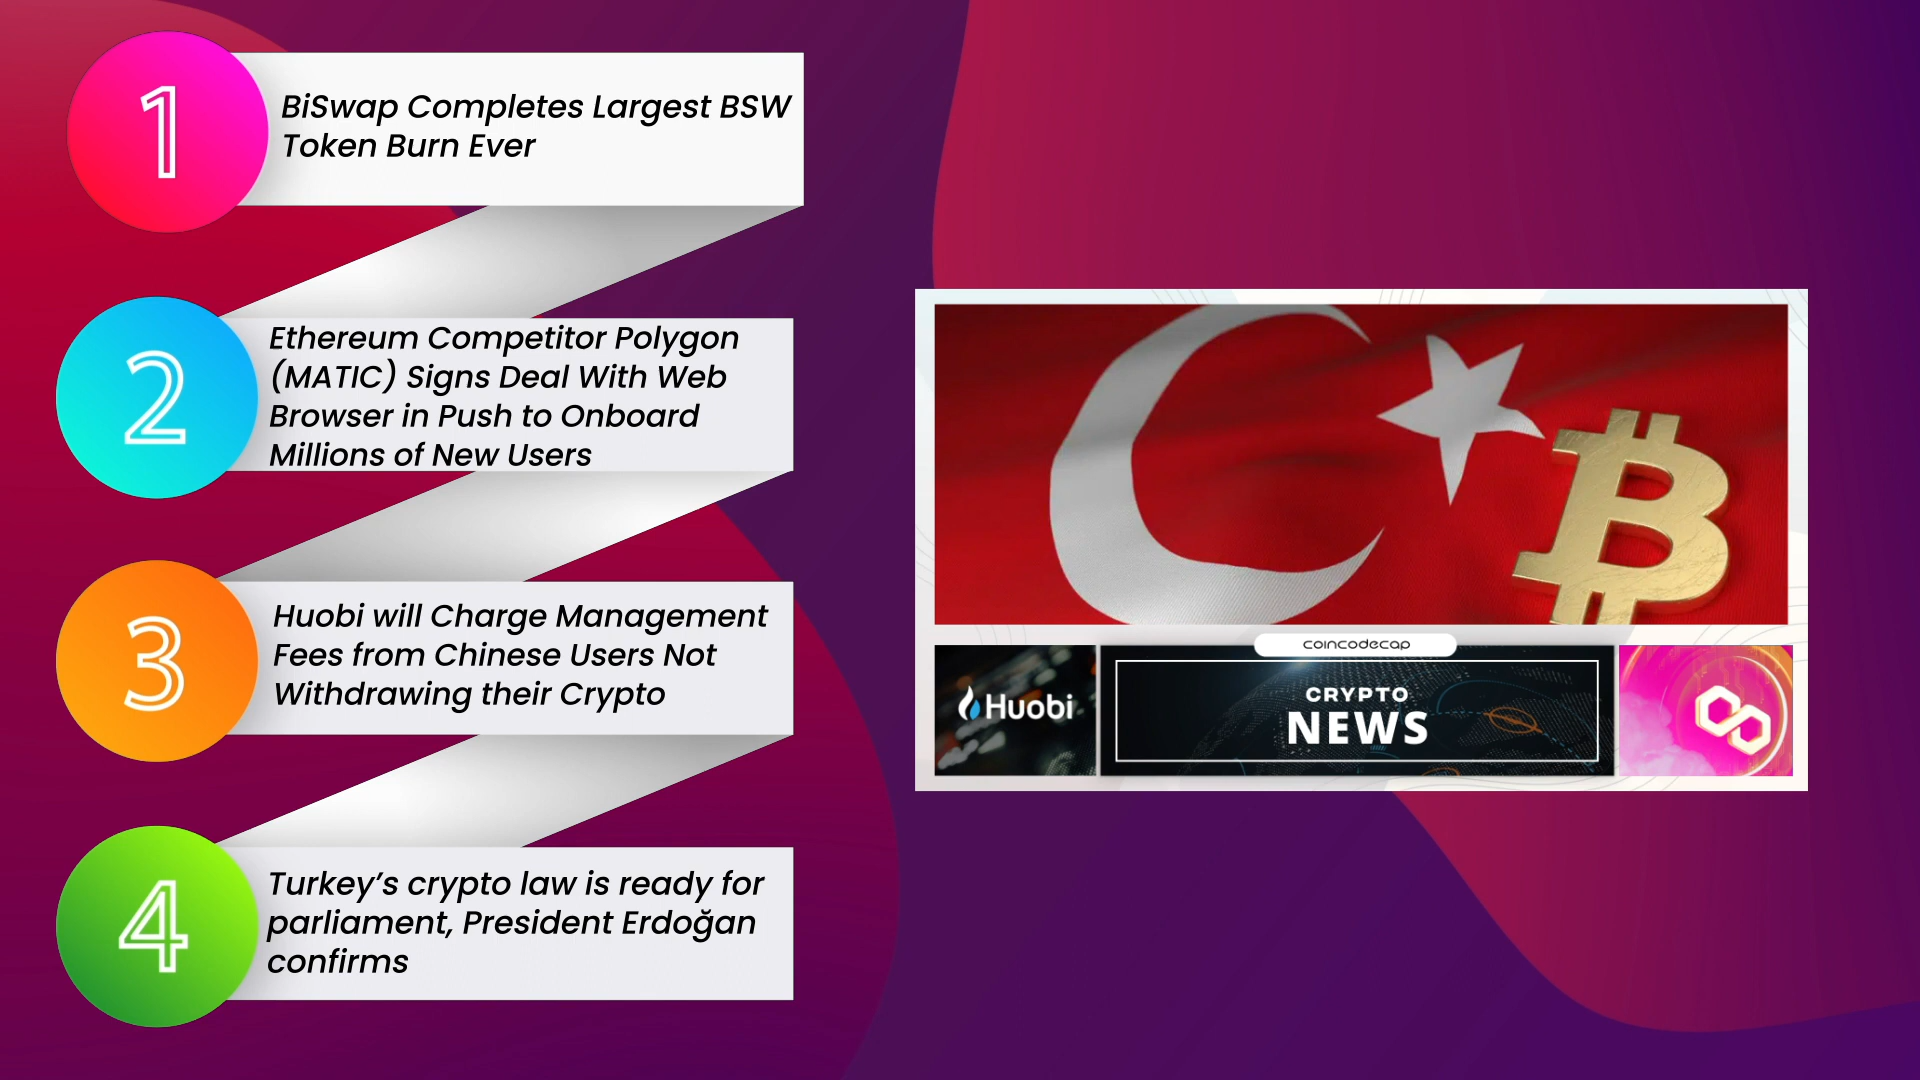 1
BiSwap Completes Largest BSW
Token Burn Ever
2
Ethereum Competitor Polygon
(MATIC) Signs Deal With Web
Browser in Push to Onboard
Millions of New Users
3
Huobi will Charge Management
Fees from Chinese Users Not
Withdrawing their Crypto
4
Turkey’s crypto law is ready for
parliament, President Erdoğan
confirms
coincodecap
Huobi
CRYPTO
NEWS